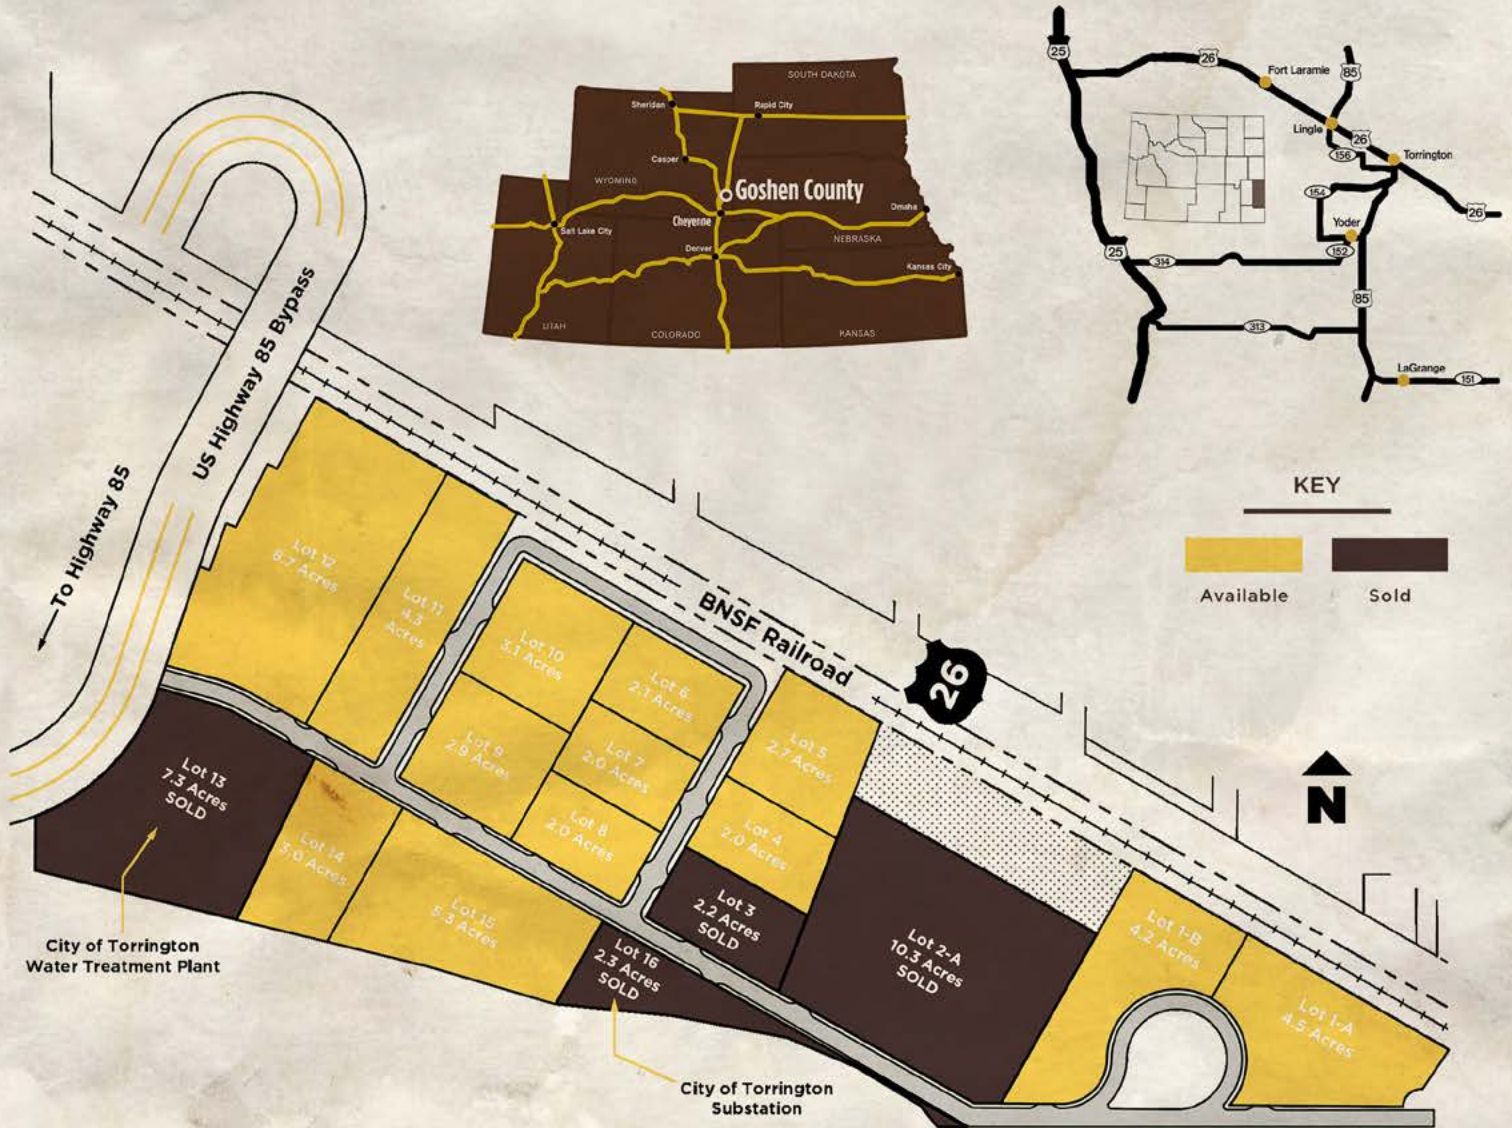 SOUTH DAKOTA
Sheridan
Rapid City
Casper
WYOMING
Goshen County
Cheyenne
Omaha
Salt Lake City
NEBRASKA
Denver
Kansas City
UTAH
COLORADO
KANSAS
25
26
Fort Laramie
85
Lingle
26
156
Torrington
154
26
Yoder
152
25
314
85
313
LaGrange
151
US Highway 85 Bypass
To Highway 85
KEY
Available
Sold
BNSF Railroad
26
N
Lot 12
Acres
Lot 11
4.3
Acres
Lot 10
3.1 Acres
Lot 6
2.1 Acres
Lot 9
2.9 Acres
Lot 7
2.0 Acres
Lot 8
2.0 Acres
Lot 5
2.7 Acres
Lot 4
2.0 Acres
Lot 13
7.3 Acres
SOLD
Lot 14
3.0 Acres
Lot 15
5.3 Acres
Lot 3
2.2 Acres
SOLD
Lot 16
2.3 Acres
SOLD
Lot 2-A
10.3 Acres
SOLD
Lot 1-B
4.2 Acres
Lot 1-A
4.5 Acres
City of Torrington
Water Treatment Plant
City of Torrington
Substation